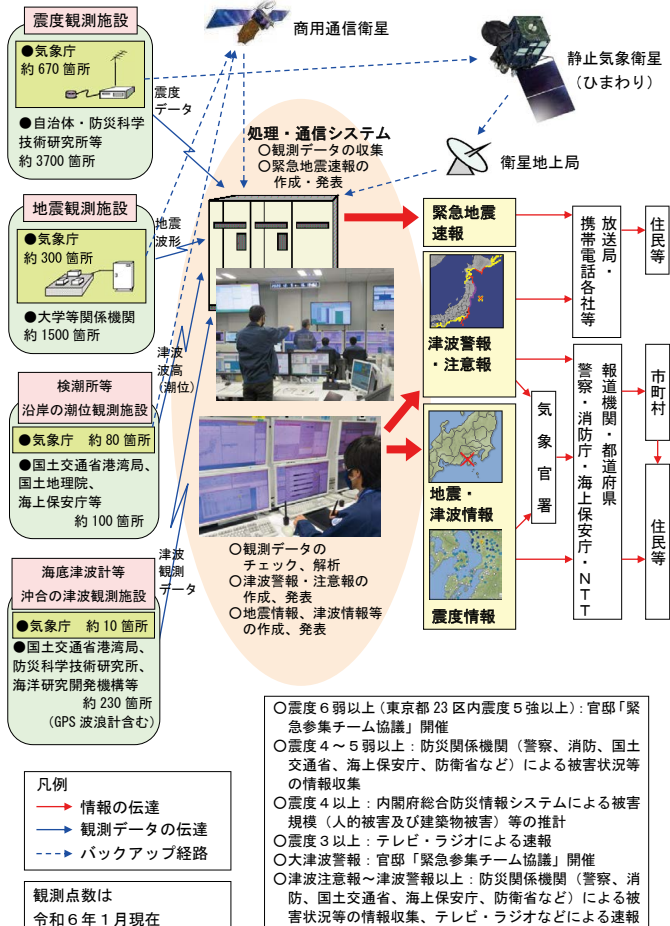 震度観測施設
●気象庁
約 670 箇所
●自治体・防災科学
技術研究所等
約 3700 箇所
震度
データ
商用通信衛星
静止気象衛星
（ひまわり）
衛星地上局
処理・通信システム
○観測データの収集
○緊急地震速報の
作成・発表
地震観測施設
●気象庁
約 300 箇所
●大学等関係機関
約 1500 箇所
地震
波形
検潮所等
沿岸の潮位観測施設
●気象庁　約 80 箇所
●国土交通省港湾局、
国土地理院、
海上保安庁等
約 100 箇所
津波
波高
(潮位)
海底津波計等
沖合の津波観測施設
●気象庁　約 10 箇所
●国土交通省港湾局、
防災科学技術研究所、
海洋研究開発機構等
約 230 箇所
（GPS 波浪計含む）
津波
観測
データ
○観測データの
チェック、解析
○津波警報・注意報の
作成、発表
○地震情報、津波情報等
の作成、発表
緊急地震
速報
津波警報
・注意報
地震・
津波情報
震度情報
気象官署
放送局・
携帯電話各社等
住民等
報道機関・都道府県
警察・消防庁・海上保安庁・ＮＴＴ
市町村
住民等
凡例
情報の伝達
観測データの伝達
バックアップ経路
観測点数は
令和６年１月現在
○震度６弱以上（東京都 23 区内震度５強以上）：官邸「緊
急参集チーム協議」開催
○震度４～５弱以上：防災関係機関（警察、消防、国土
交通省、海上保安庁、防衛省など）による被害状況等
の情報収集
○震度４以上：内閣府総合防災情報システムによる被害
規模（人的被害及び建築物被害）等の推計
○震度３以上：テレビ・ラジオによる速報
○大津波警報：官邸「緊急参集チーム協議」開催
○津波注意報～津波警報以上：防災関係機関（警察、消
防、国土交通省、海上保安庁、防衛省など）による被
害状況等の情報収集、テレビ・ラジオなどによる速報